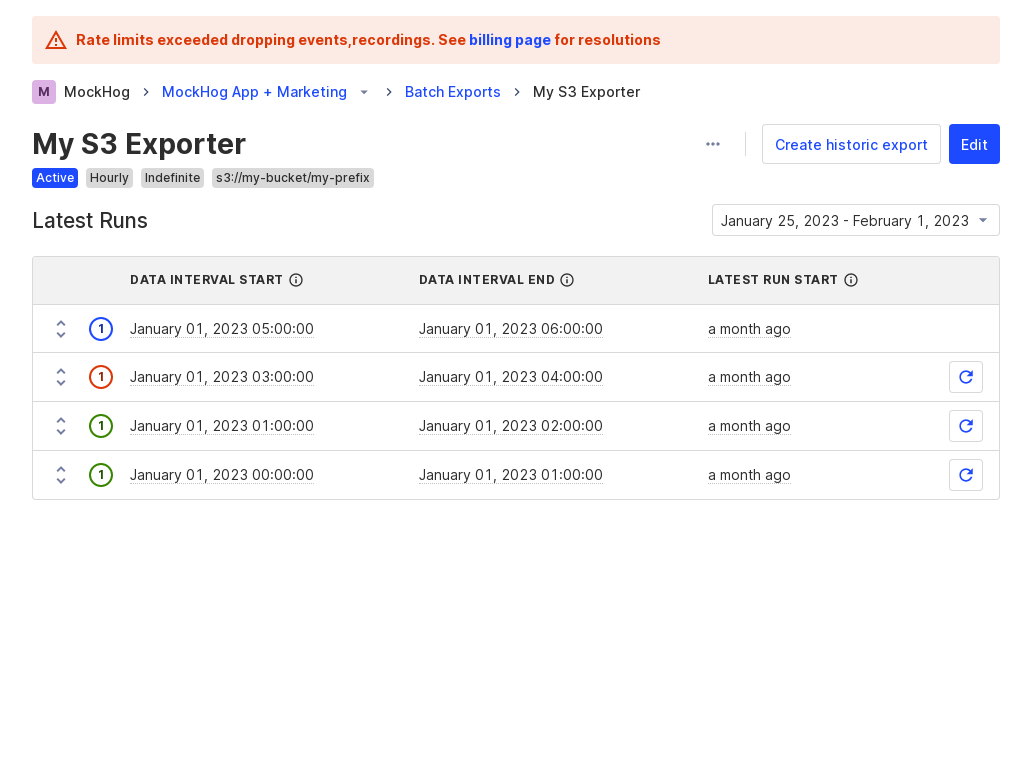 Rate limits exceeded dropping events,recordings. See billing page for resolutions
M MockHog MockHog App + Marketing Batch Exports My S3 Exporter
My S3 Exporter
Create historic export Edit
Active Hourly Indefinite s3://my-bucket/my-prefix
Latest Runs January 25, 2023 - February 1, 2023
DATA INTERVAL START DATA INTERVAL END LATEST RUN START
1 January 01, 2023 05:00:00 January 01, 2023 06:00:00 a month ago
1 January 01, 2023 03:00:00 January 01, 2023 04:00:00 a month ago
1 January 01, 2023 01:00:00 January 01, 2023 02:00:00 a month ago
1 January 01, 2023 00:00:00 January 01, 2023 01:00:00 a month ago